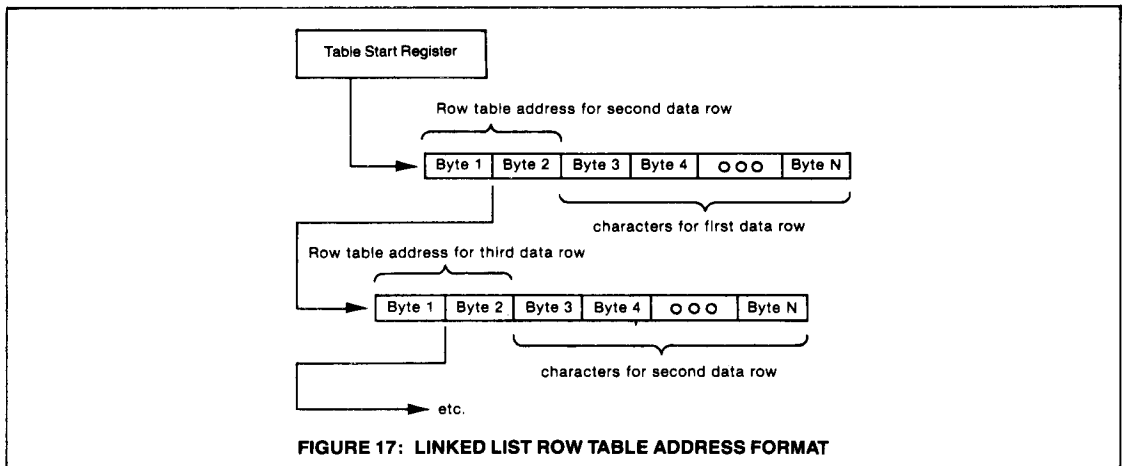 Table Start Register
Row table address for second data row
Byte 1 Byte 2 Byte 3 Byte 4 ooo Byte N
characters for first data row
Row table address for third data row
Byte 1 Byte 2 Byte 3 Byte 4 ooo Byte N
characters for second data row
etc.
FIGURE 17: LINKED LIST ROW TABLE ADDRESS FORMAT